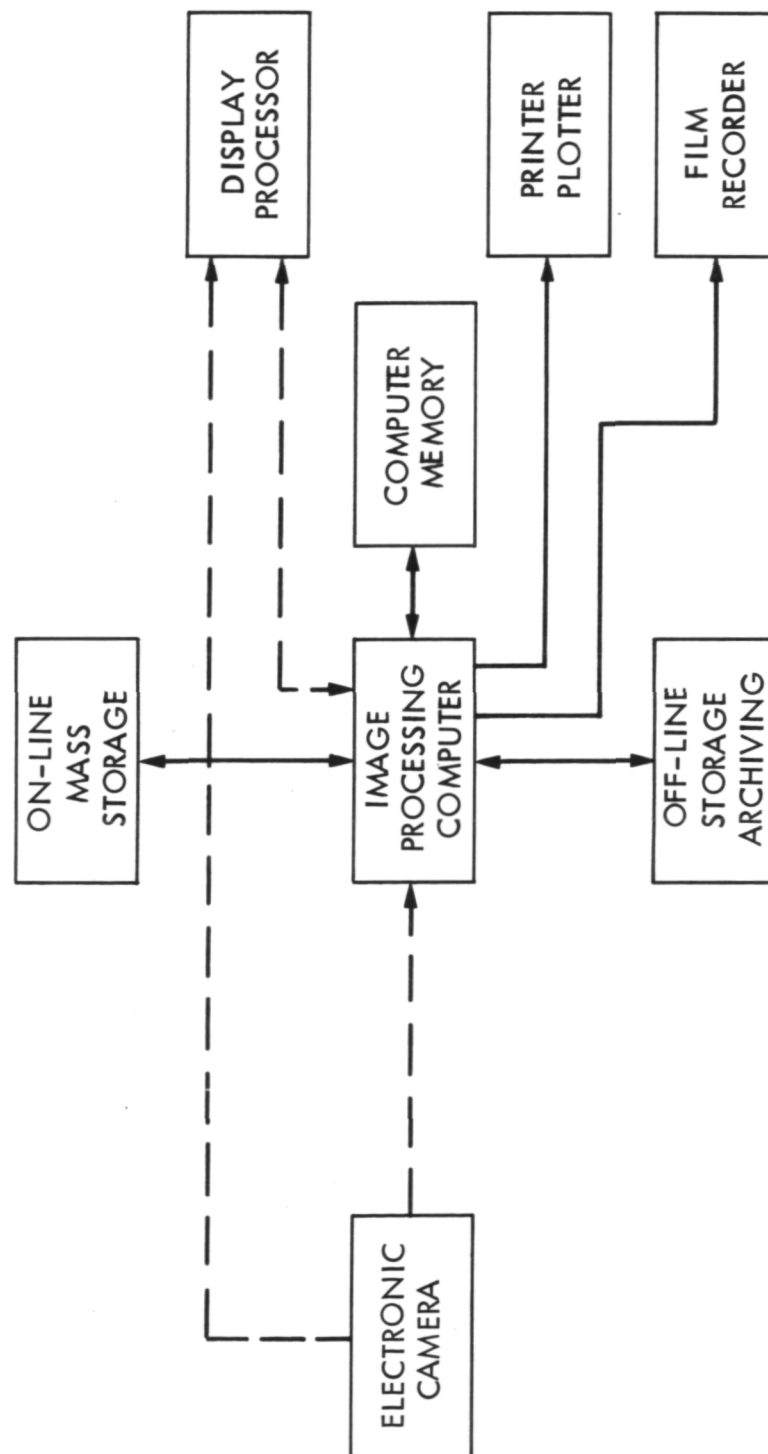 ON-LINE
MASS
STORAGE
DISPLAY
PROCESSOR
ELECTRONIC
CAMERA
IMAGE
PROCESSING
COMPUTER
COMPUTER
MEMORY
PRINTER
PLOTTER
OFF-LINE
STORAGE
ARCHIVING
FILM
RECORDER